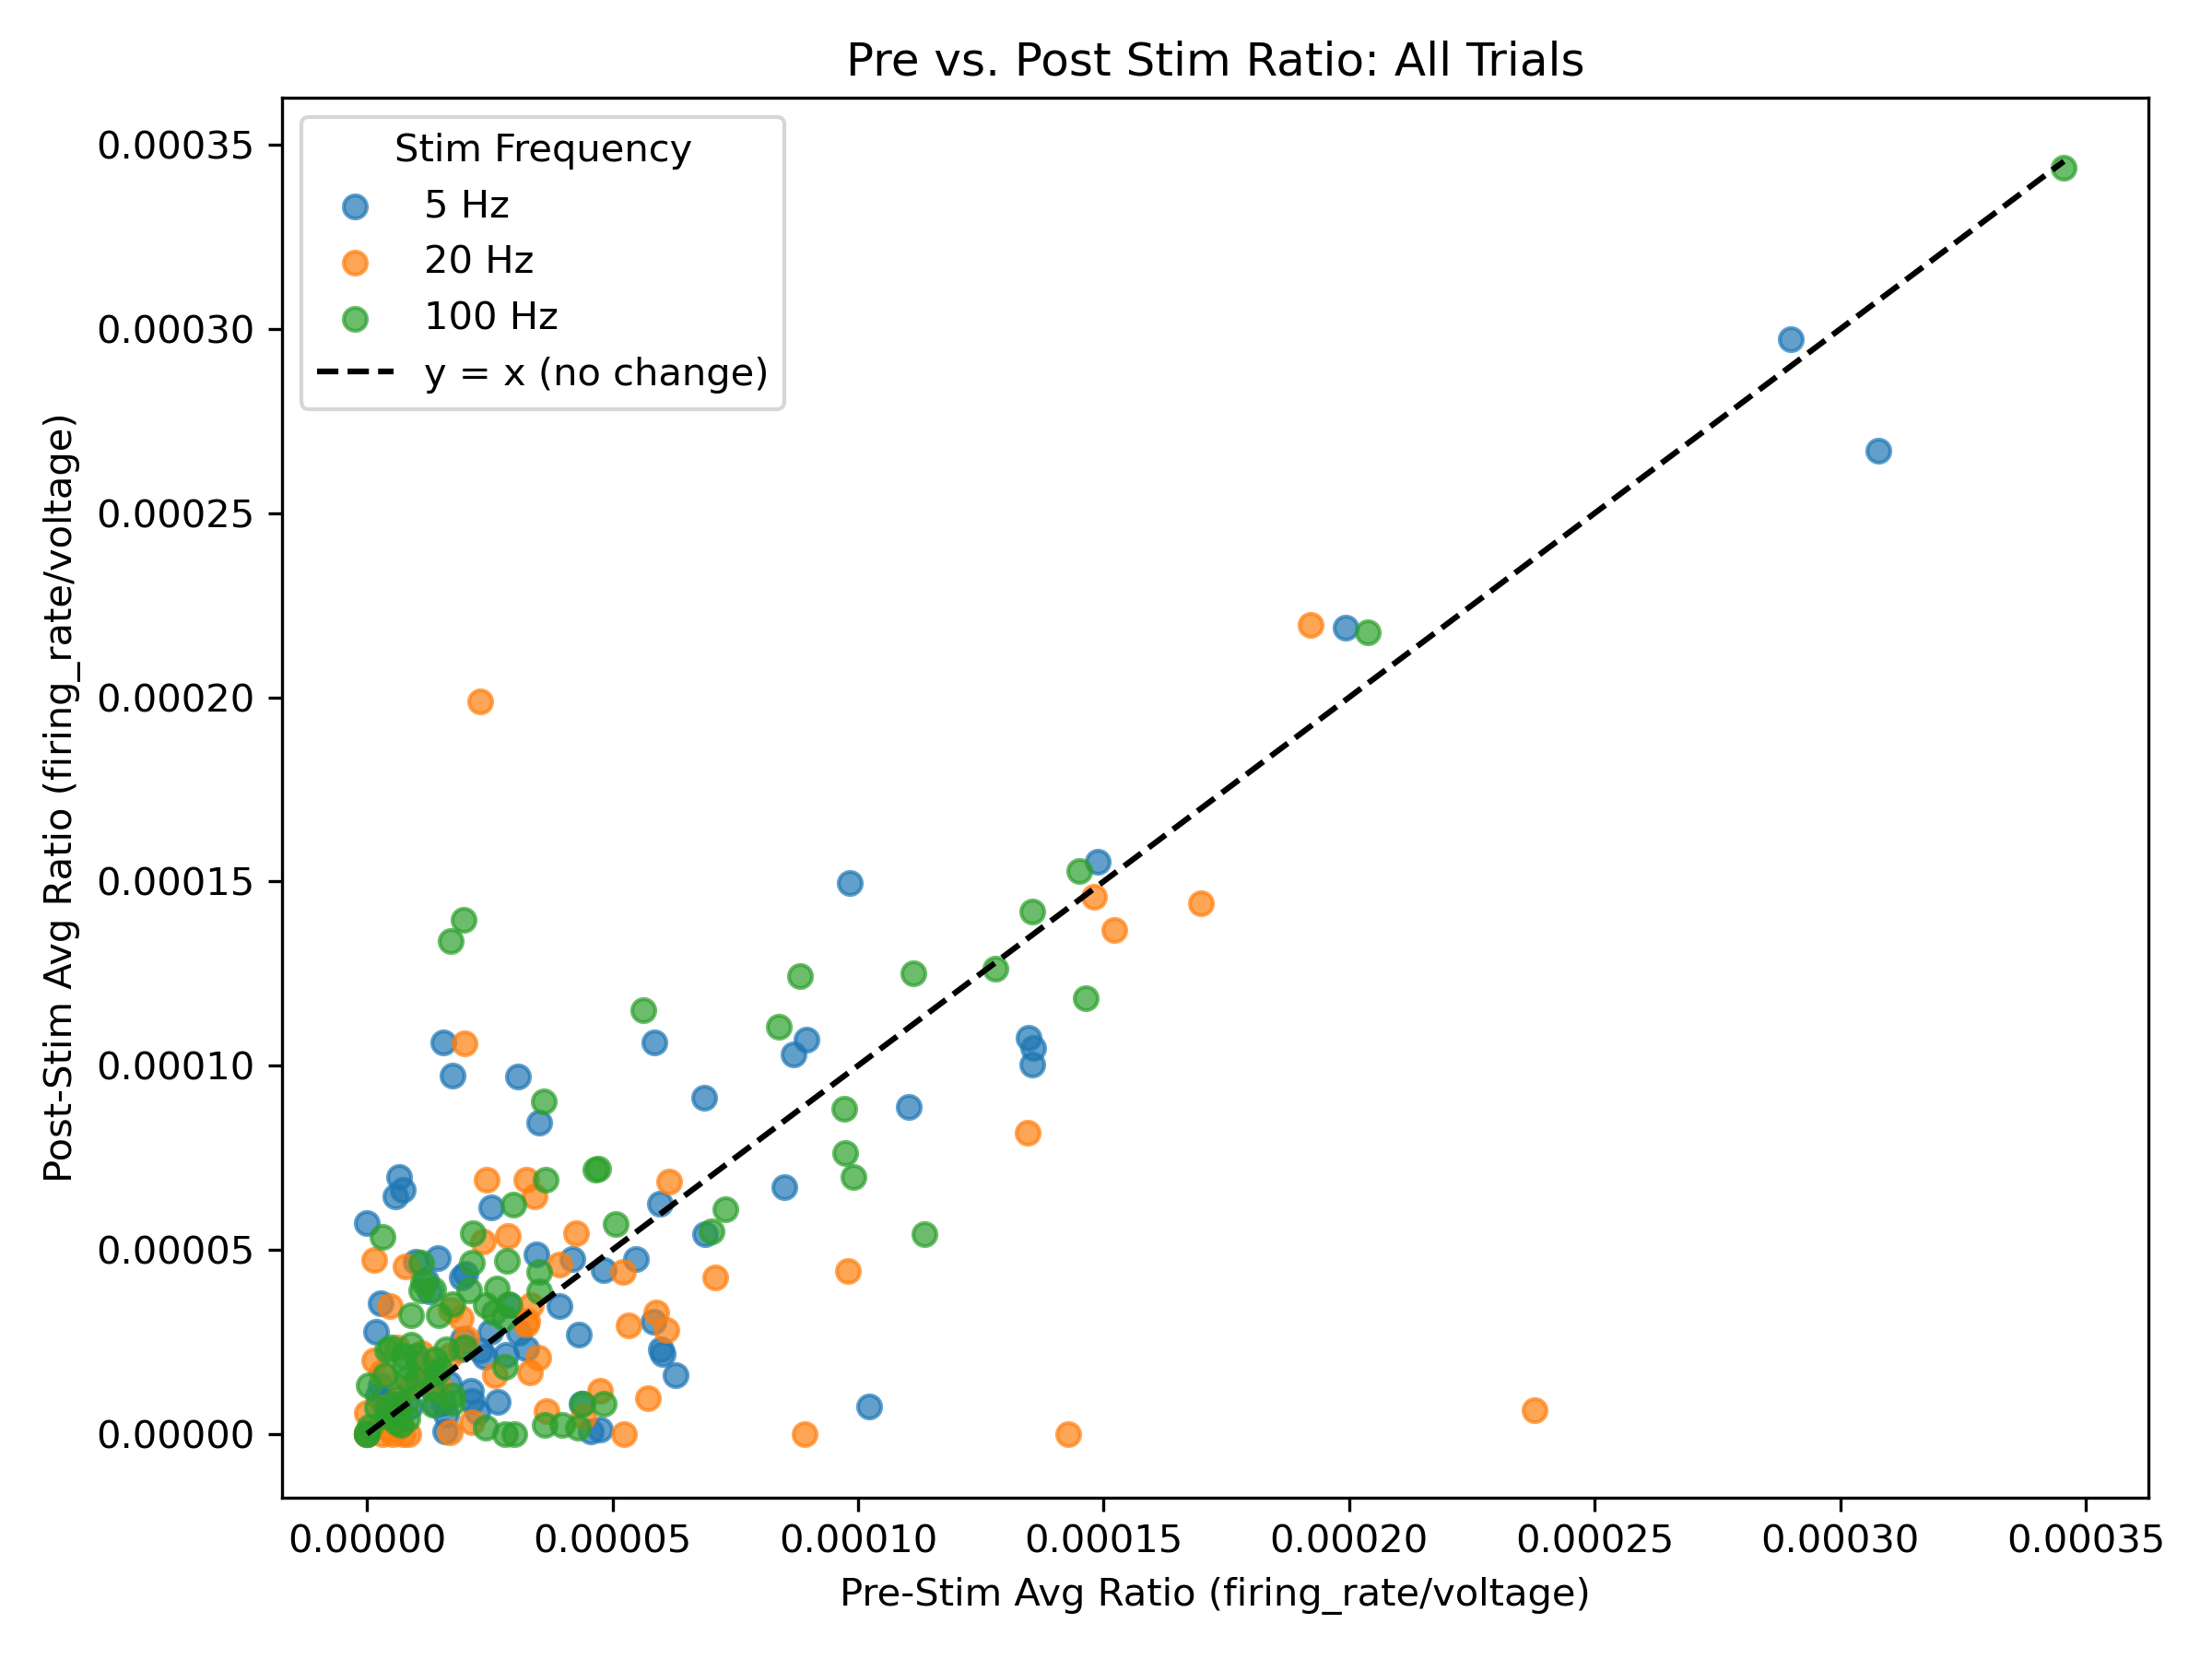 Pre vs. Post Stim Ratio: All Trials
Stim Frequency
5 Hz
20 Hz
100 Hz
y = x (no change)
Post-Stim Avg Ratio (firing_rate/voltage)
0.00035
0.00030
0.00025
0.00020
0.00015
0.00010
0.00005
0.00000
0.00000 0.00005 0.00010 0.00015 0.00020 0.00025 0.00030 0.00035
Pre-Stim Avg Ratio (firing_rate/voltage)